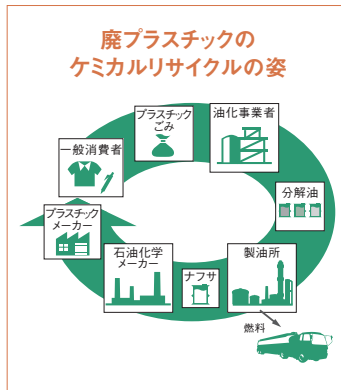 廃プラスチックの
ケミカルリサイクルの姿
プラスチック
ごみ
油化事業者
一般消費者
分解油
プラスチック
メーカー
石油化学
メーカー
ナフサ
製油所
燃料